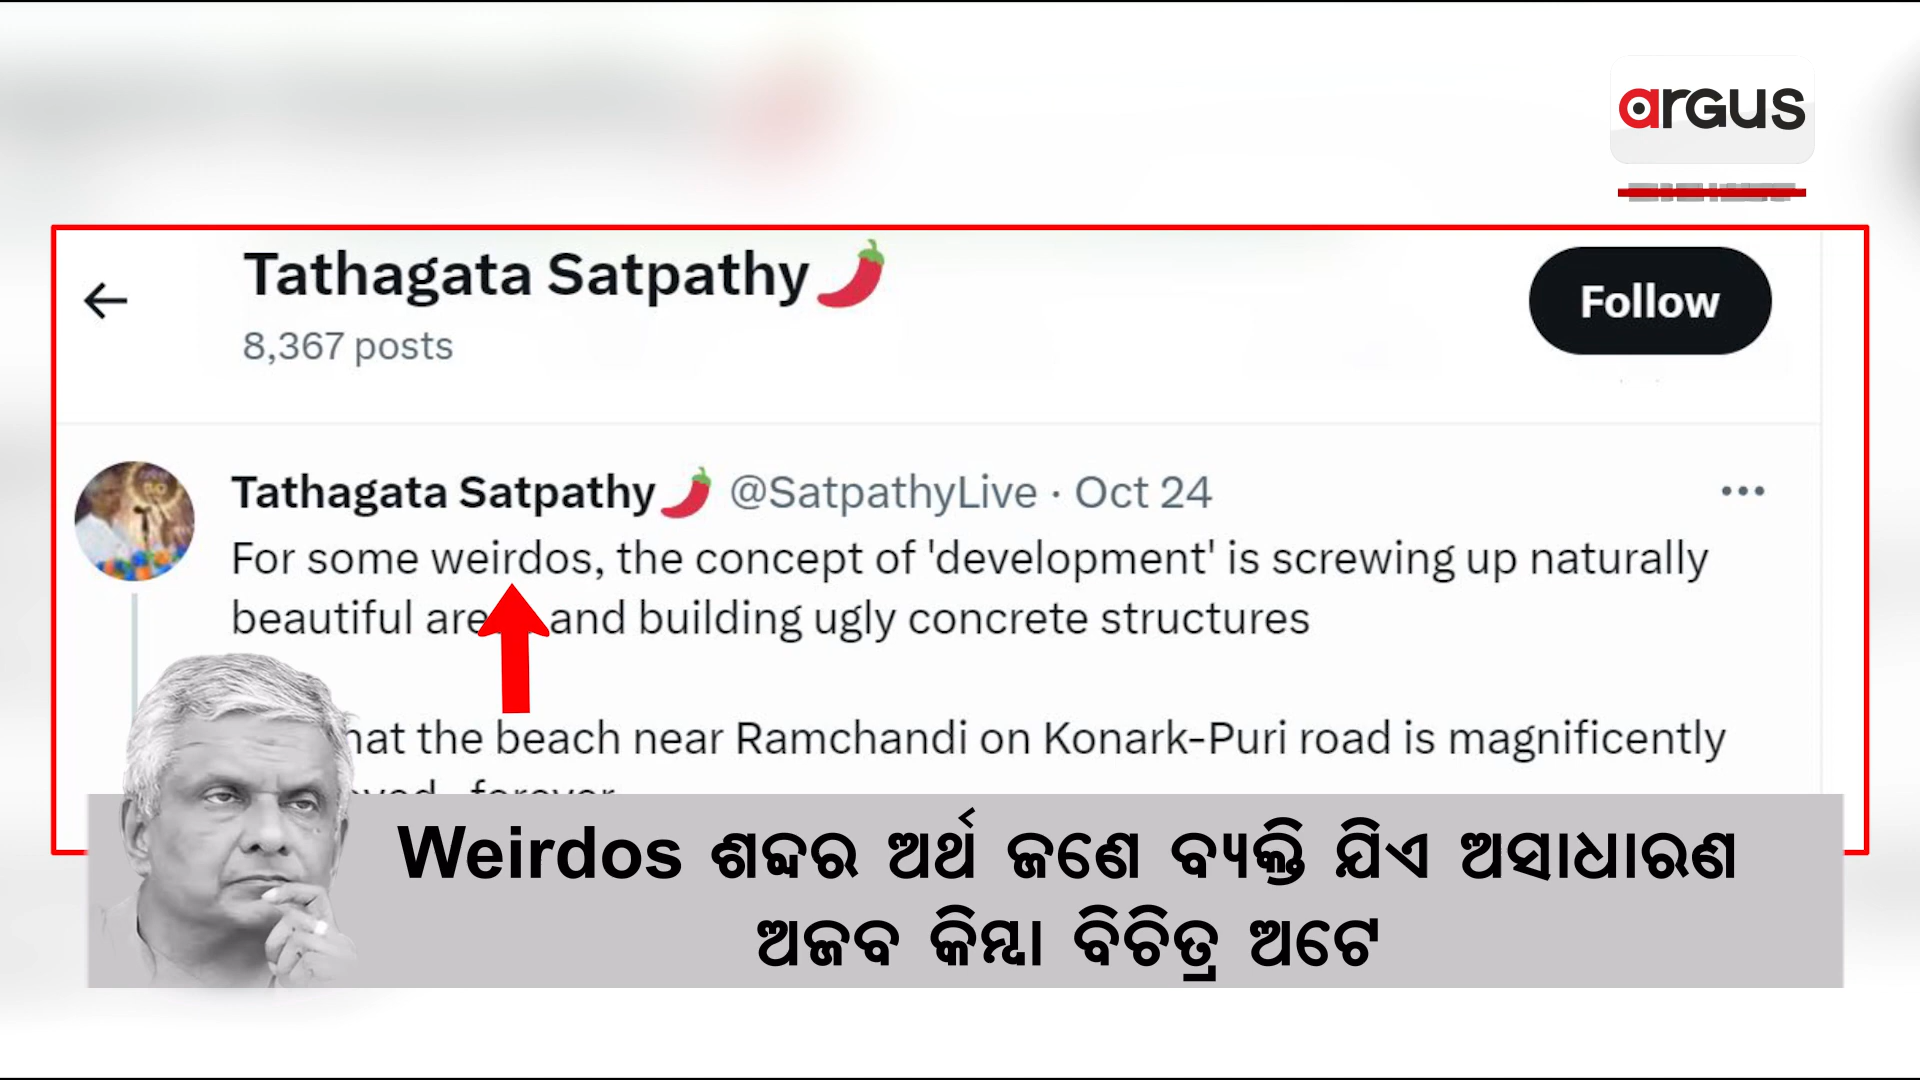 argus
Tathagata Satpathy🌶
8,367 posts
Follow
Tathagata Satpathy🌶 @SatpathyLive · Oct 24
For some weirdos, the concept of 'development' is screwing up naturally
beautiful and building ugly concrete structures
the beach near Ramchandi on Konark-Puri road is magnificently
forever
Weirdos ଶବ୍ଦର ଅର୍ଥ ଜଣେ ବ୍ୟକ୍ତି ଯିଏ ଅସାଧାରଣ
ଅଜବ କିମ୍ବା ବିଚିତ୍ର ଅଟେ